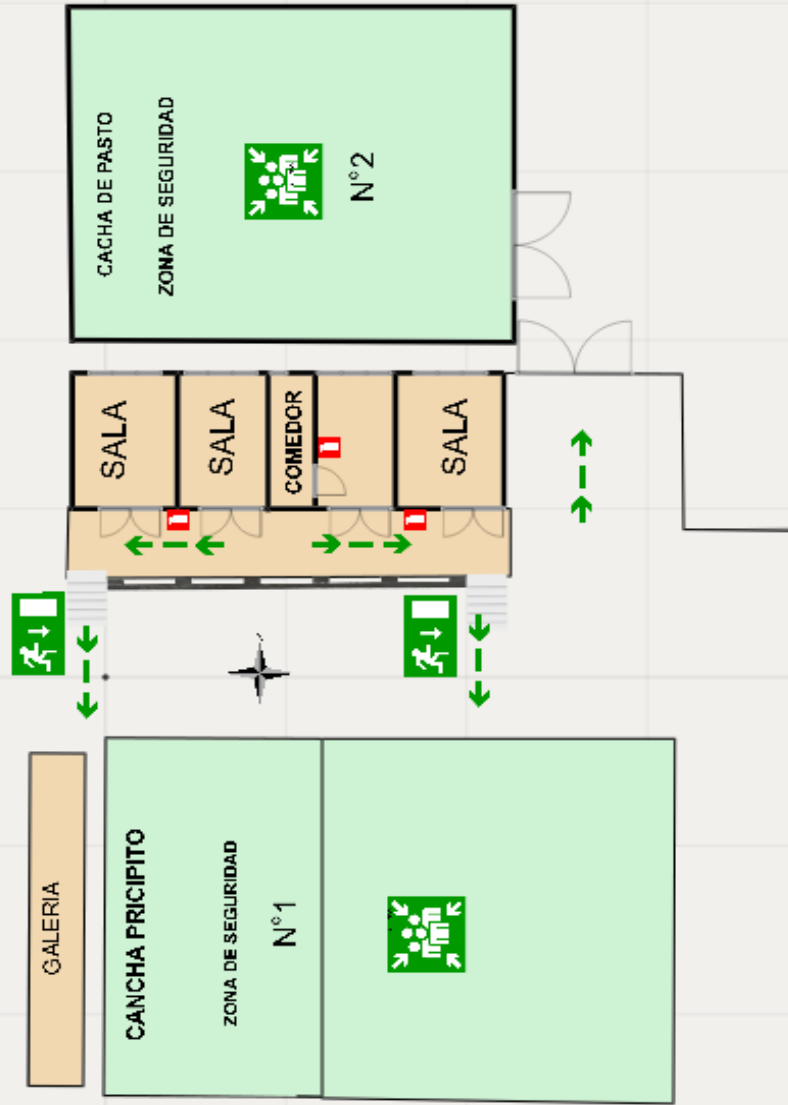 CACHA DE PASTO
ZONA DE SEGURIDAD
N°2
SALA
SALA
COMEDOR
SALA
GALERIA
CANCHA PRICIPITO
ZONA DE SEGURIDAD
N°1